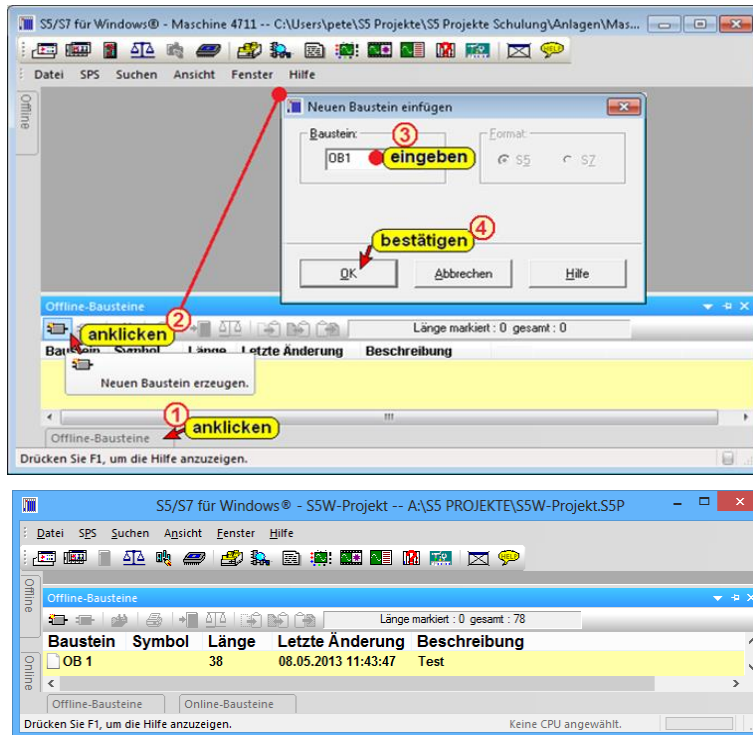 S5/S7 für Windows® - Maschine 4711 -- C:\Users\pete\S5 Projekte\S5 Projekte Schulung\Anlagen\Mas...
HELP
Datei SPS Suchen Ansicht Fenster Hilfe
Offline
Neuen Baustein einfügen
Baustein:
3
Format:
OB1
eingeben
S5 S7
4
bestätigen
OK Abbrechen Hilfe
Offline-Bausteine
2
anklicken
Länge markiert : 0 gesamt : 0
Baustein Symbol Länge Letzte Änderung Beschreibung
Neuen Baustein erzeugen.
1
anklicken
Offline-Bausteine
Drücken Sie F1, um die Hilfe anzuzeigen.
S5/S7 für Windows® - S5W-Projekt -- A:\S5 PROJEKTE\S5W-Projekt.S5P
Datei SPS Suchen Ansicht Fenster Hilfe
HELP
Offline
Offline-Bausteine
Länge markiert : 0 gesamt : 78
Baustein Symbol Länge Letzte Änderung Beschreibung
Online
OB 1 38 08.05.2013 11:43:47 Test
Offline-Bausteine Online-Bausteine
Drücken Sie F1, um die Hilfe anzuzeigen. Keine CPU angewählt.